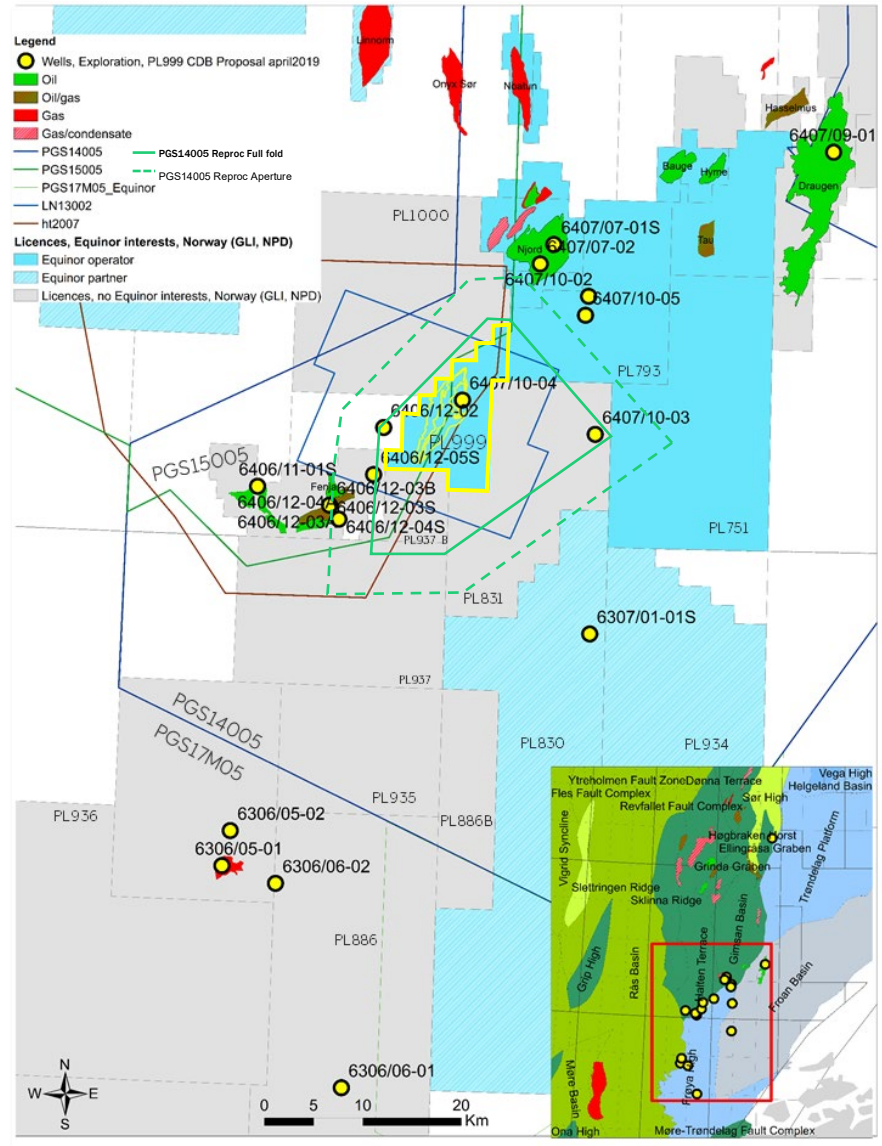 Legend
Wells, Exploration, PL999 CDB Proposal april2019
Oil
Oil/gas
Gas
Gas/condensate
PGS14005
PGS15005
PGS17M05_Equinor
LN13002
ht2007
PGS14005 Reproc Full fold
PGS14005 Reproc Aperture
Licences, Equinor interests, Norway (GLI, NPD)
Equinor operator
Equinor partner
Licences, no Equinor interests, Norway (GLI, NPD)
Linnorm
Onyx Sør
Noatun
Hasselmus
6407/09-01
Draugen
Bauge
Hyme
Tau
PL1000
6407/07-01S
Njord
6407/07-02
6407/10-02
6407/10-05
PL793
6407/10-04
6406/12-02
6407/10-03
PL999
6406/12-05S
PGS15005
6406/11-01S
Fenja
6406/12-03B
6406/12-04A
6406/12-03S
6406/12-03A
6406/12-04S
PL937 B
PL751
PL831
6307/01-01S
PL937
PGS14005
PGS17M05
PL830
PL934
PL936
PL935
PL886B
6306/05-02
6306/05-01
6306/06-02
PL886
6306/06-01
N
W
E
S
0 5 10 20
Km
Ytreholmen Fault Zone
Dønna Terrace
Vega High
Fles Fault Complex
Sør High
Helgeland Basin
Revfallet Fault Complex
Vigrid Syncline
Høgbraken Horst
Ellingråsa Graben
Trøndelag Platform
Grinda Graben
Slettringen Ridge
Sklinna Ridge
Gimsan Basin
Grip High
Rås Basin
Halten Terrace
Froan Basin
Frøya High
Møre Basin
Ona High
Møre-Trøndelag Fault Complex